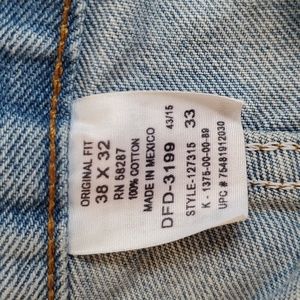 ORIGINAL FIT
38 X 32
RN 58287
100% COTTON
MADE IN MEXICO
DFD-3199 43/15
STYLE-127315 33
K - 1375-00-00-89
UPC # 75481912030